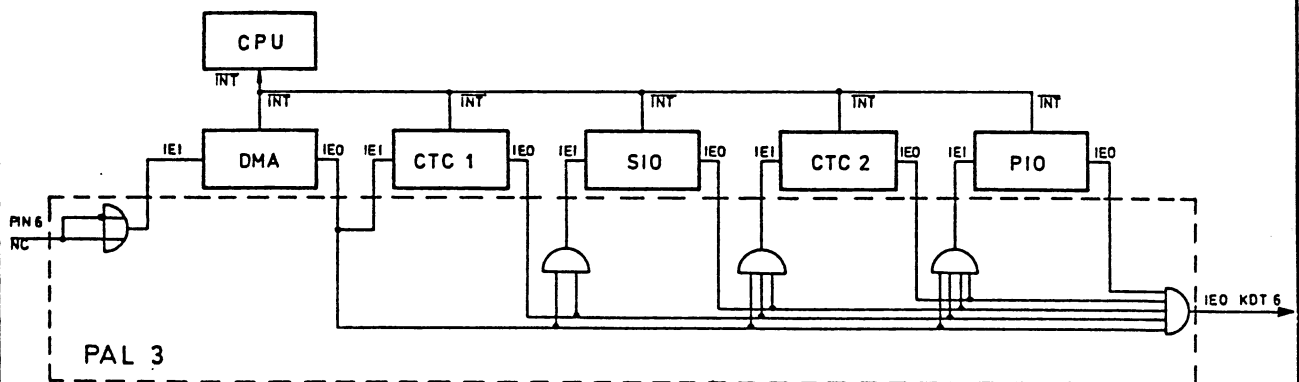 CPU
INT
INT INT INT INT INT
IEI DMA IEO IEI CTC 1 IEO IEI SIO IEO IEI CTC 2 IEO IEI PIO IEO
PIN 6
NC
IEO KDT 6
PAL 3